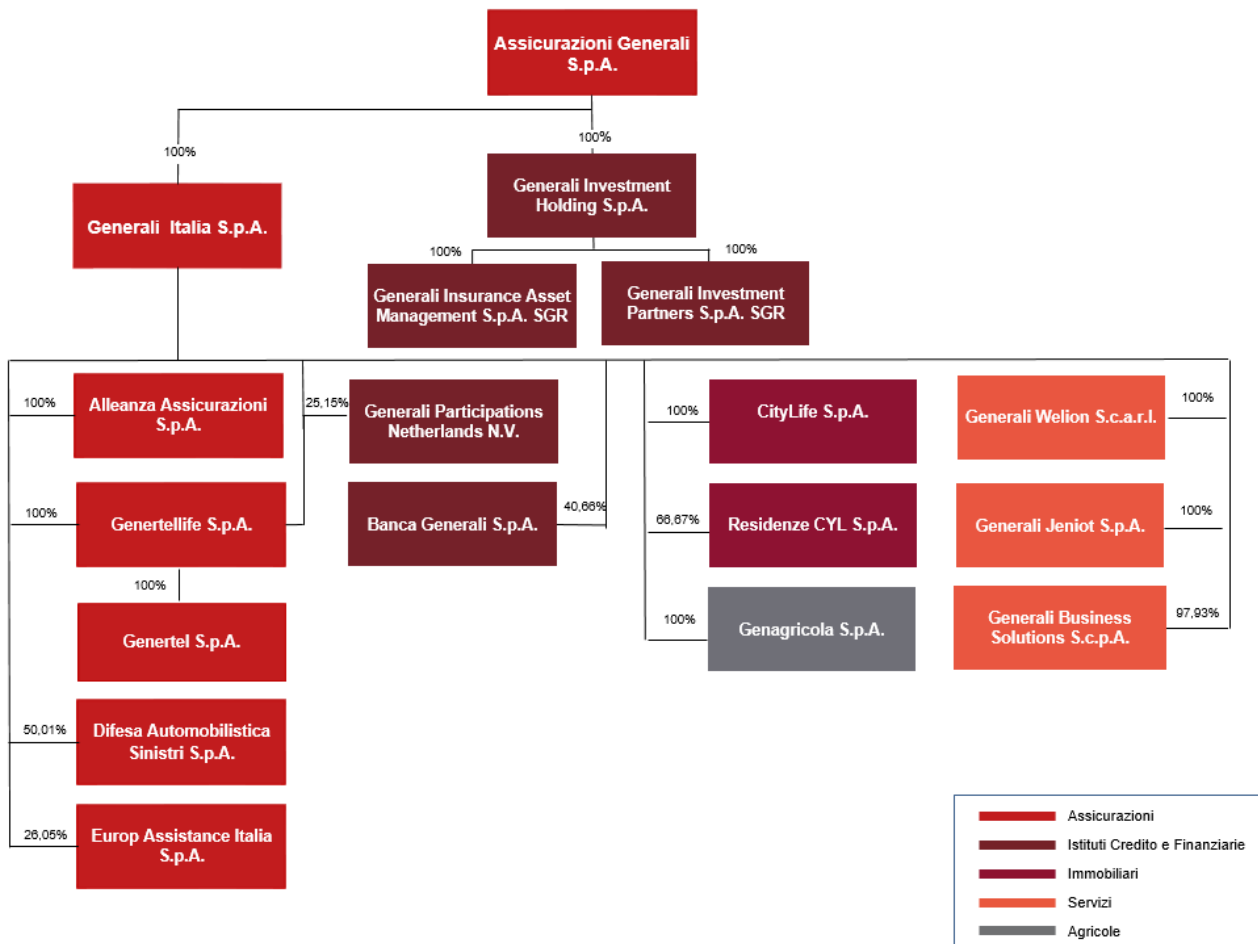 Assicurazioni Generali
S.p.A.
100%
100%
Generali Italia S.p.A.
Generali Investment
Holding S.p.A.
100%
100%
Generali Insurance Asset
Management S.p.A. SGR
Generali Investment
Partners S.p.A. SGR
100%
Alleanza Assicurazioni
S.p.A.
25,15%
Generali Participations
Netherlands N.V.
100%
CityLife S.p.A.
Generali Welion S.c.a.r.l.
100%
100%
Genertellife S.p.A.
Banca Generali S.p.A.
40,66%
66,67%
Residenze CYL S.p.A.
Generali Jeniot S.p.A.
100%
100%
Genertel S.p.A.
100%
Genagricola S.p.A.
Generali Business
Solutions S.c.p.A.
97,93%
50,01%
Difesa Automobilistica
Sinistri S.p.A.
26,05%
Europ Assistance Italia
S.p.A.
Assicurazioni
Istituti Credito e Finanziarie
Immobiliari
Servizi
Agricole